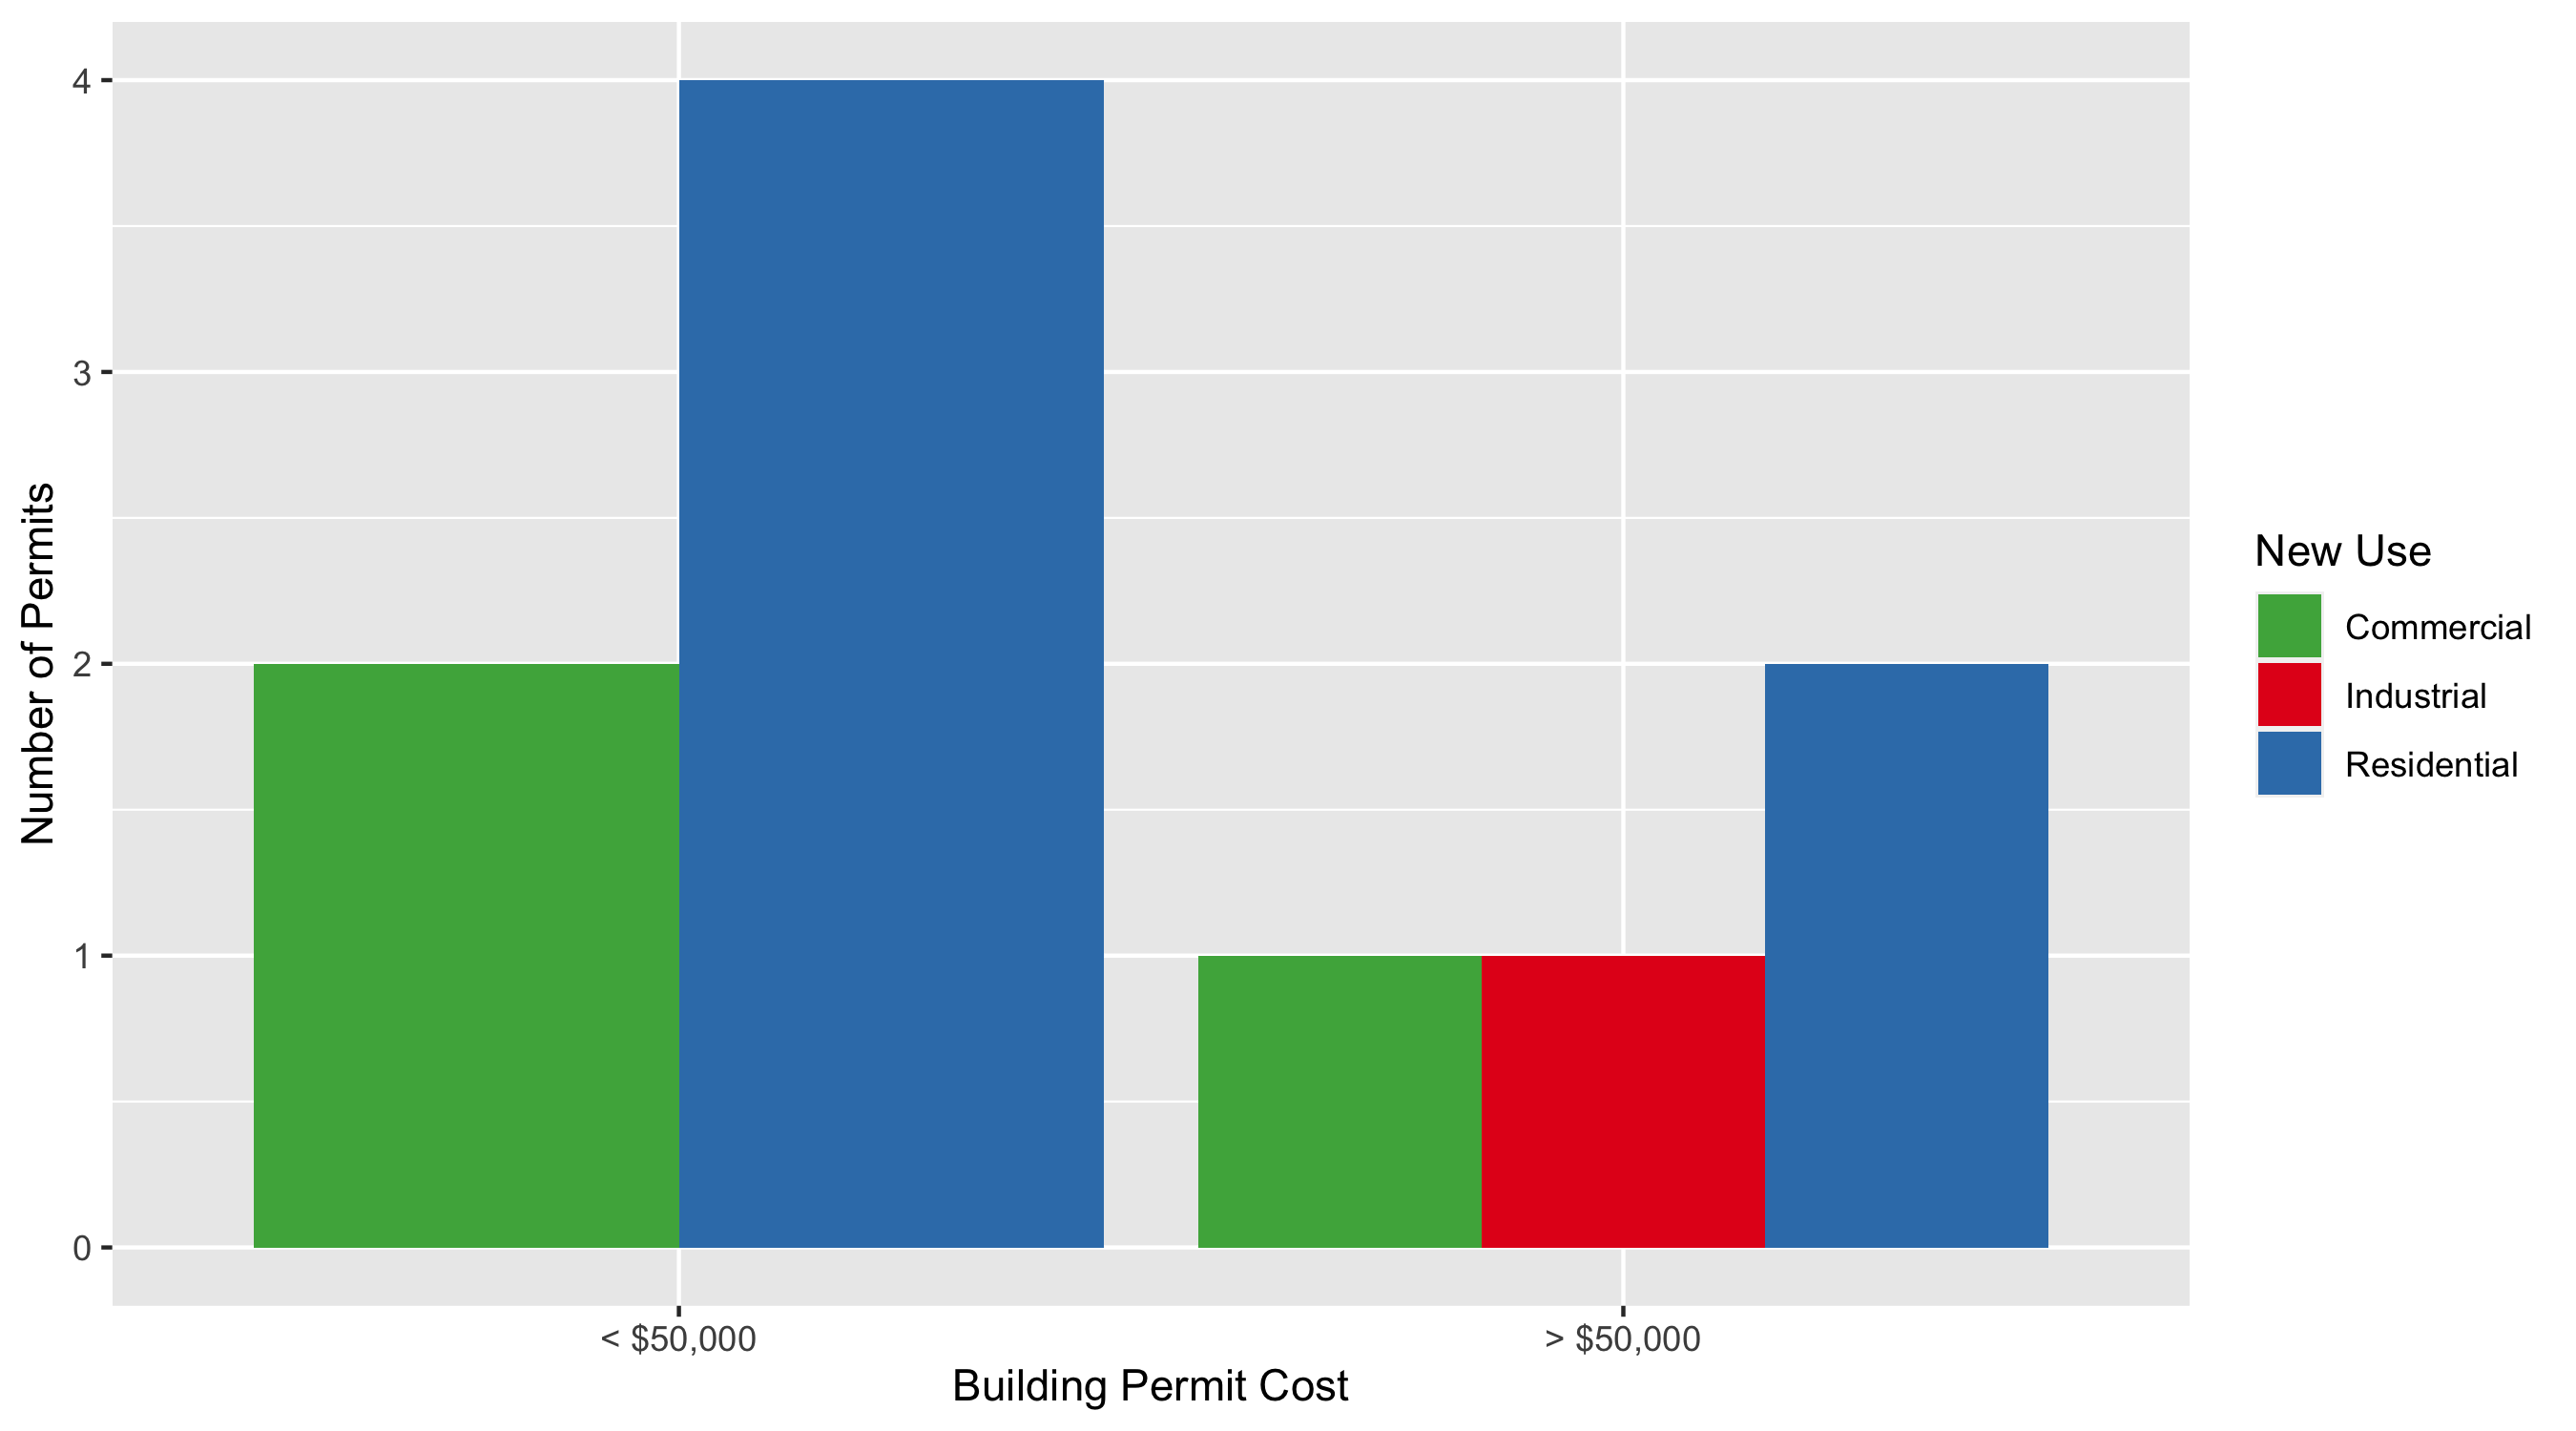 4
3
2
1
0
Number of Permits
< $50,000
> $50,000
Building Permit Cost
New Use
Commercial
Industrial
Residential